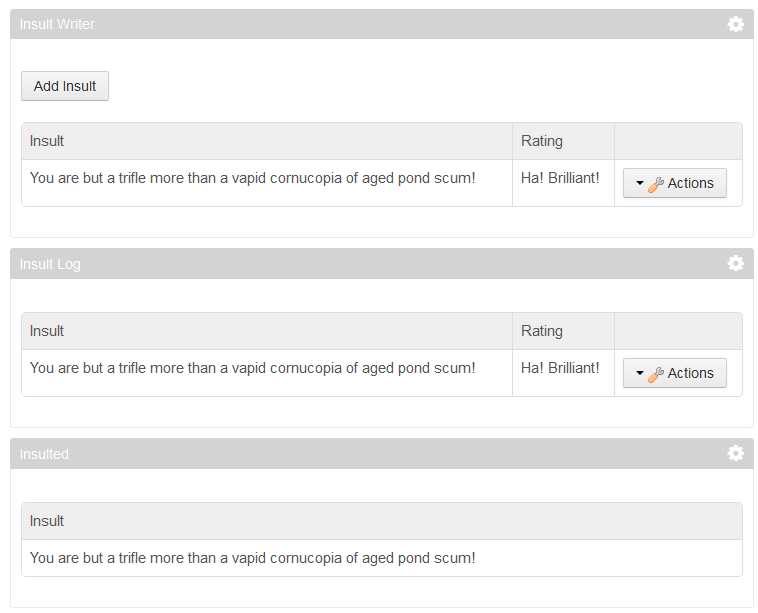 Insult Writer
Add Insult
Insult Rating
You are but a trifle more than a vapid cornucopia of aged pond scum! Ha! Brilliant! Actions
Insult Log
Insult Rating
You are but a trifle more than a vapid cornucopia of aged pond scum! Ha! Brilliant! Actions
Insulted
Insult
You are but a trifle more than a vapid cornucopia of aged pond scum!